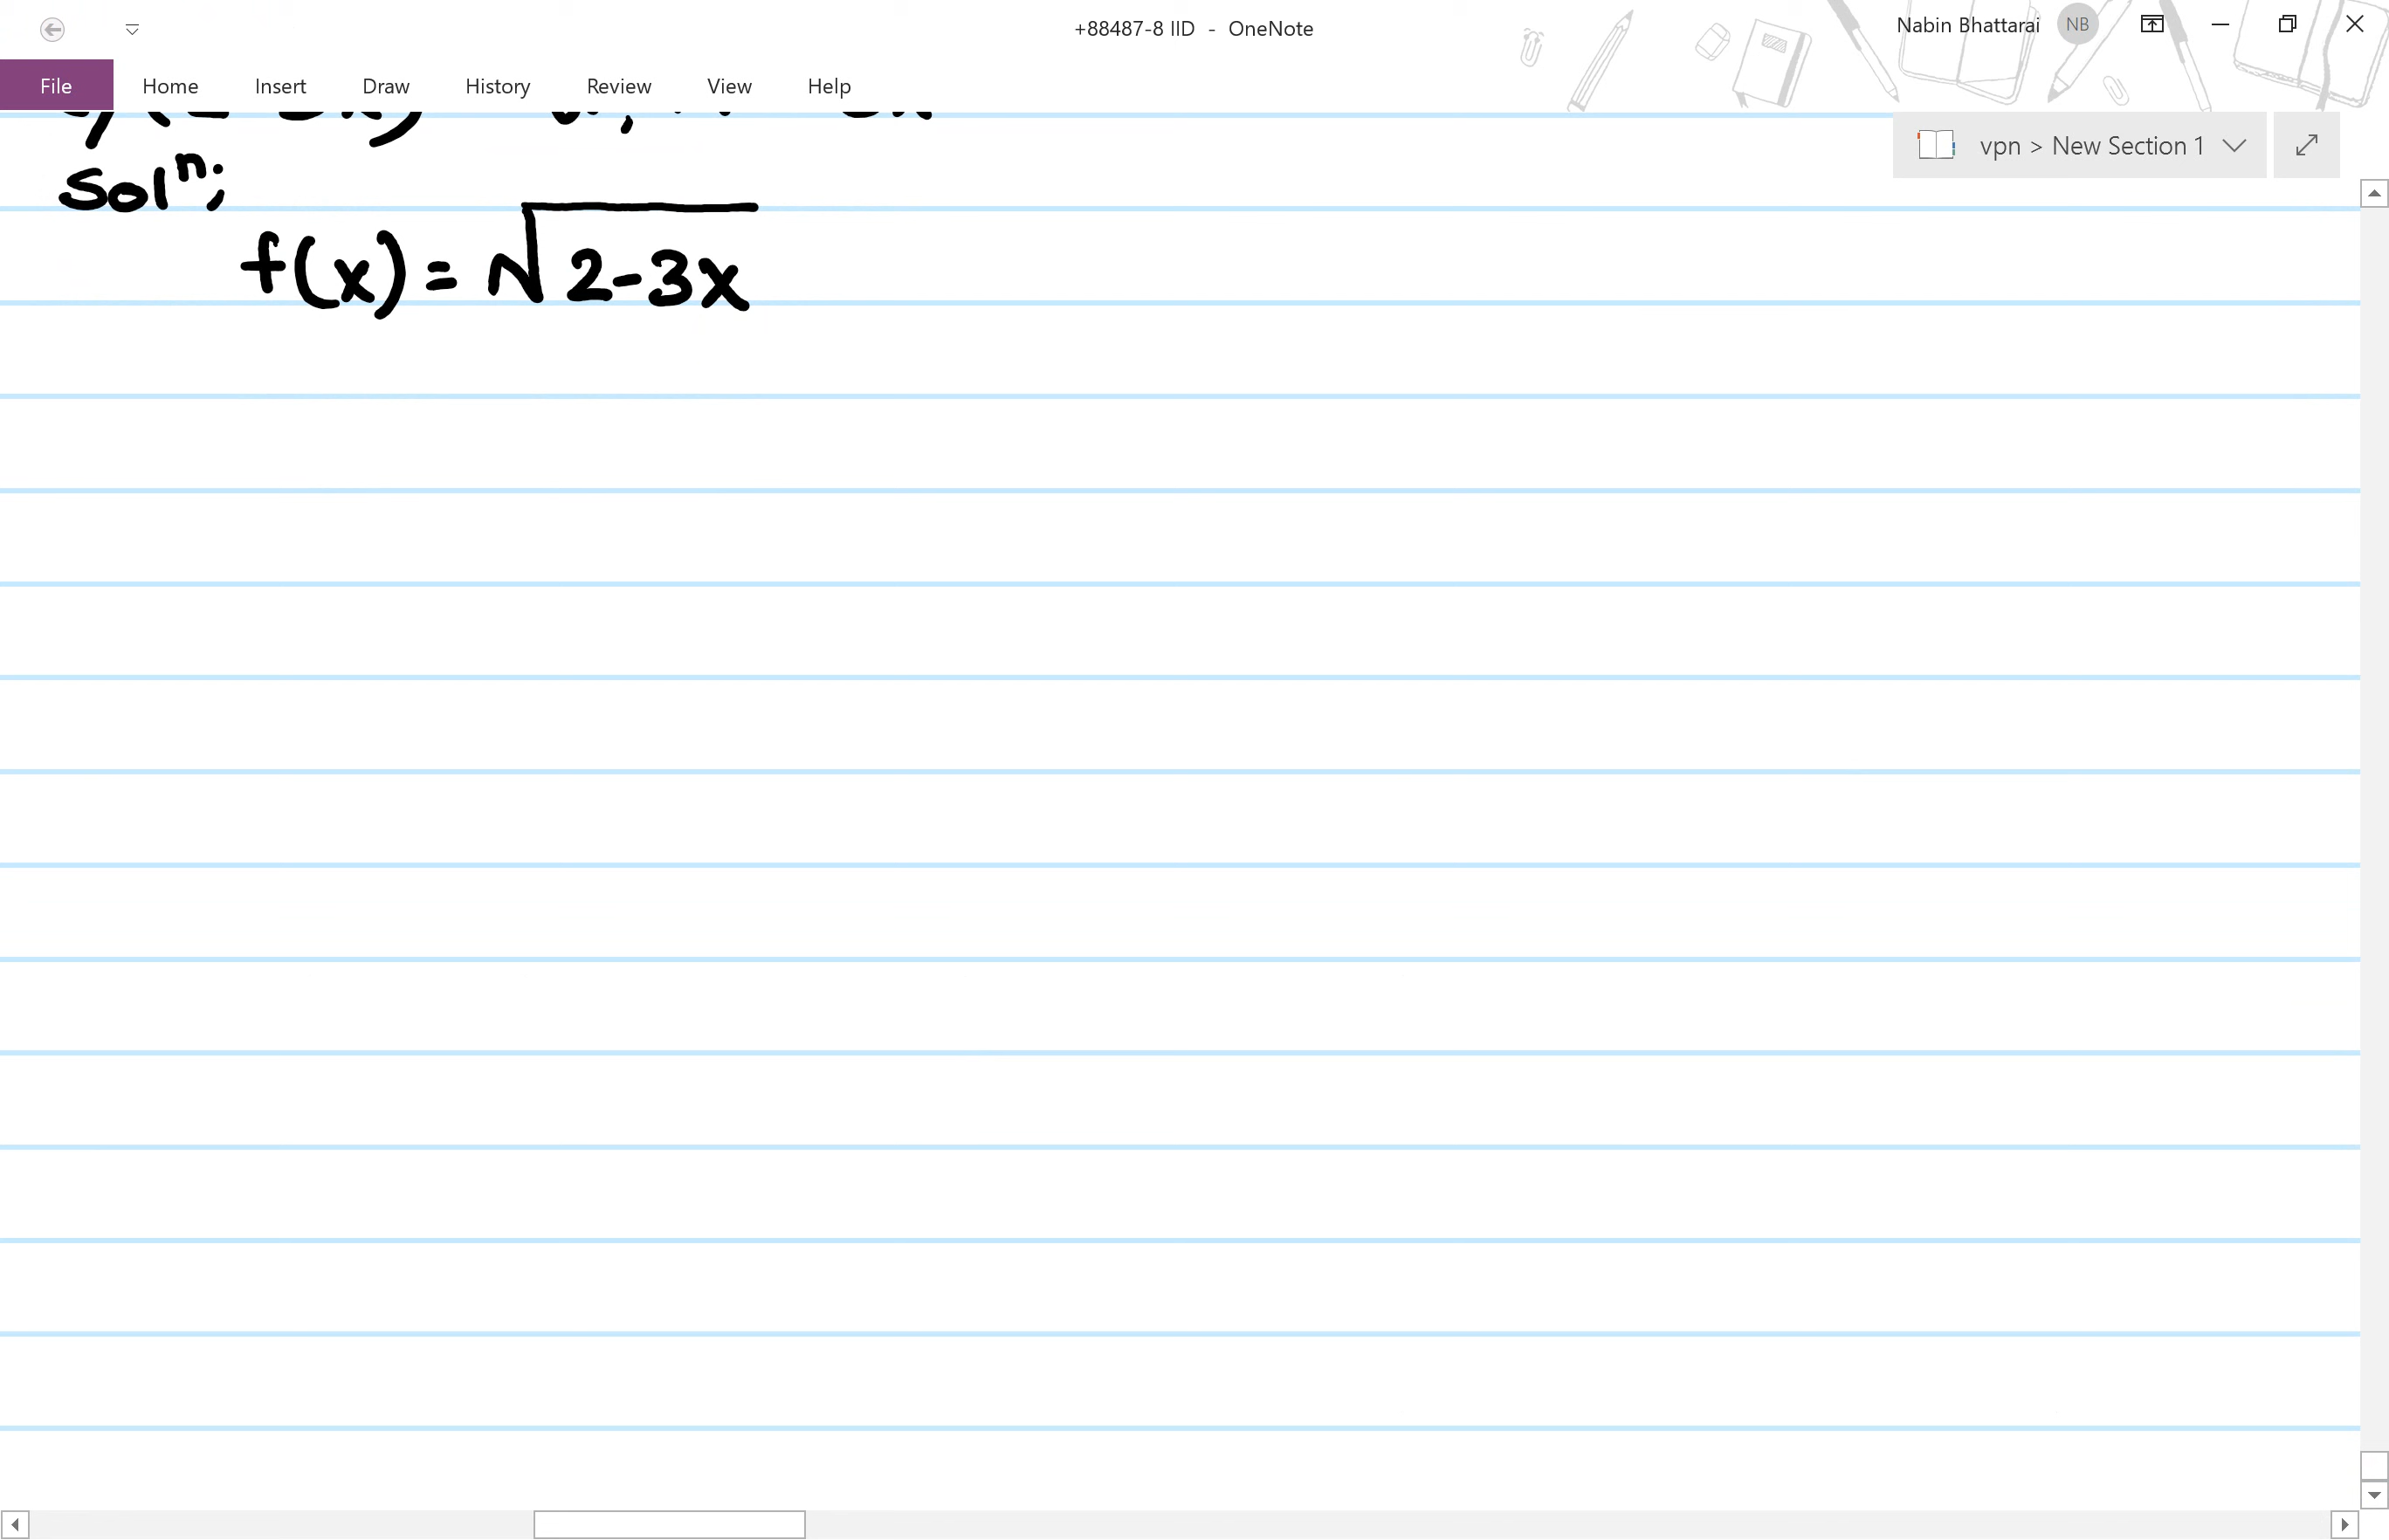 +88487-8 IID - OneNote
Nabin Bhattarai NB
File Home Insert Draw History Review View Help
vpn > New Section 1
Solⁿ;
f(x) = √2-3x